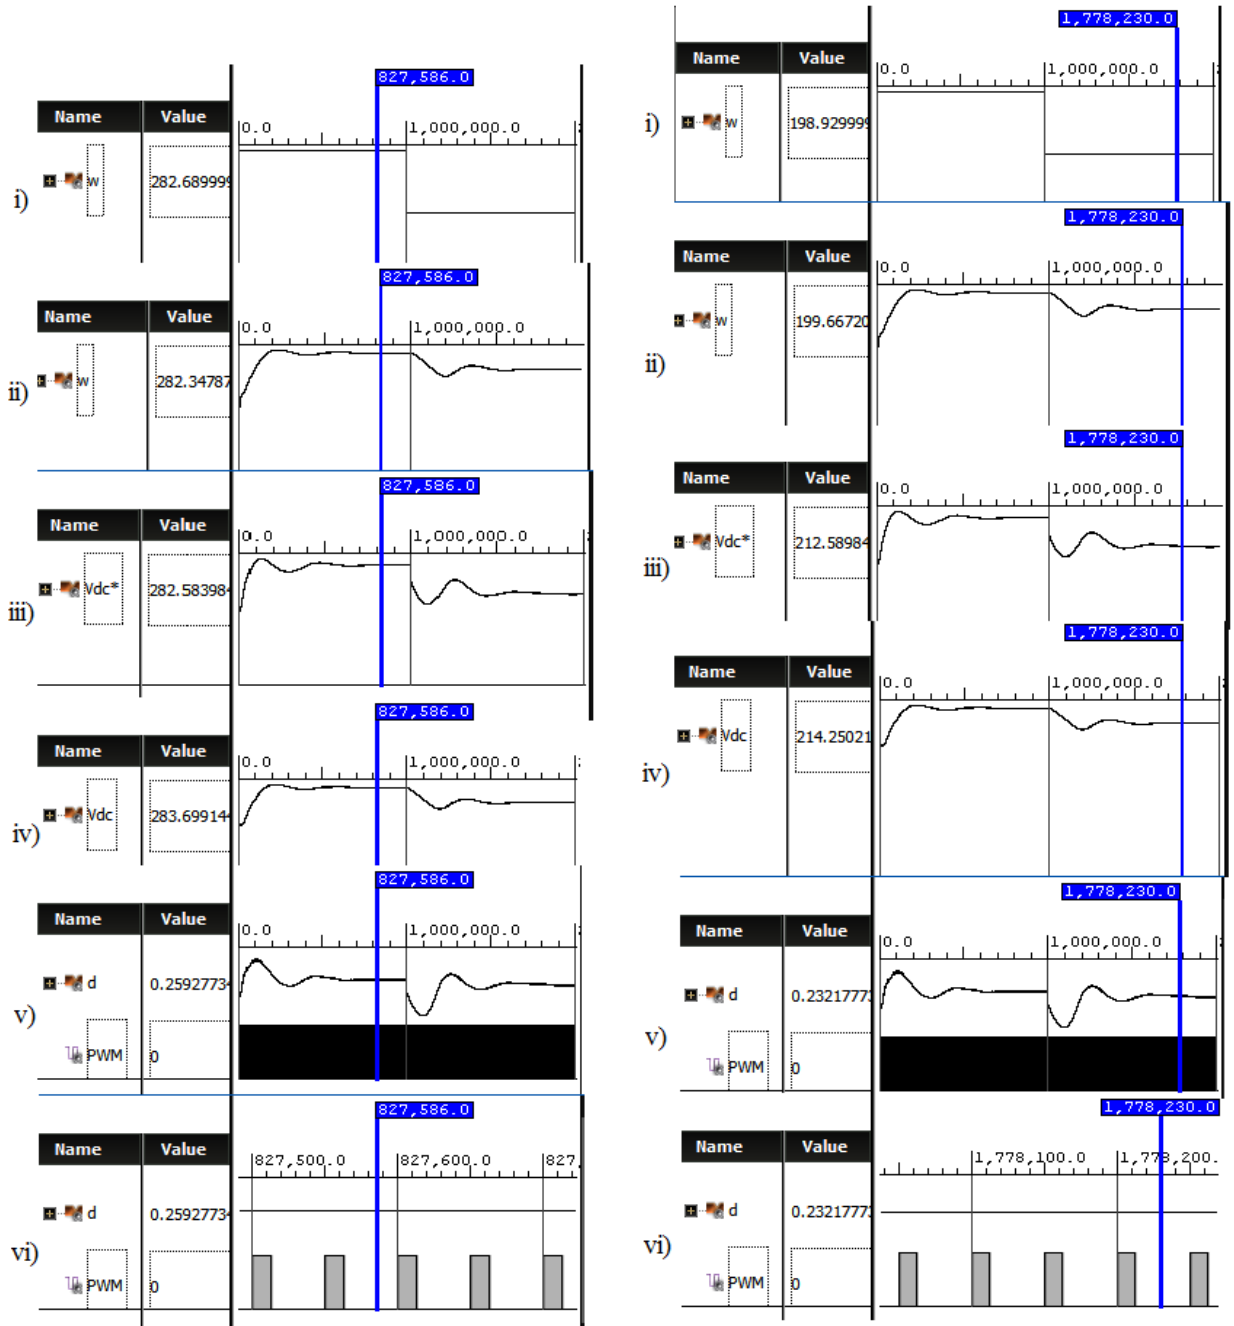 827,586.0
Name Value
0.0 1,000,000.0
i) w 282.689999
827,586.0
Name Value
0.0 1,000,000.0
ii) w 282.34787
827,586.0
Name Value
0.0 1,000,000.0
iii) Vdc* 282.58398
827,586.0
Name Value
0.0 1,000,000.0
iv) Vdc 283.699144
827,586.0
Name Value
0.0 1,000,000.0
v) d 0.2592773
PWM 0
827,586.0
Name Value
827,500.0 827,600.0 827,
vi) d 0.2592773
PWM 0
1,778,230.0
Name Value
0.0 1,000,000.0
i) w 198.929999
1,778,230.0
Name Value
0.0 1,000,000.0
ii) w 199.66720
1,778,230.0
Name Value
0.0 1,000,000.0
iii) Vdc* 212.58984
1,778,230.0
Name Value
0.0 1,000,000.0
iv) Vdc 214.25021
1,778,230.0
Name Value
0.0 1,000,000.0
v) d 0.2321777
PWM 0
1,778,230.0
Name Value
1,778,100.0 1,778,200.0
vi) d 0.2321777
PWM 0